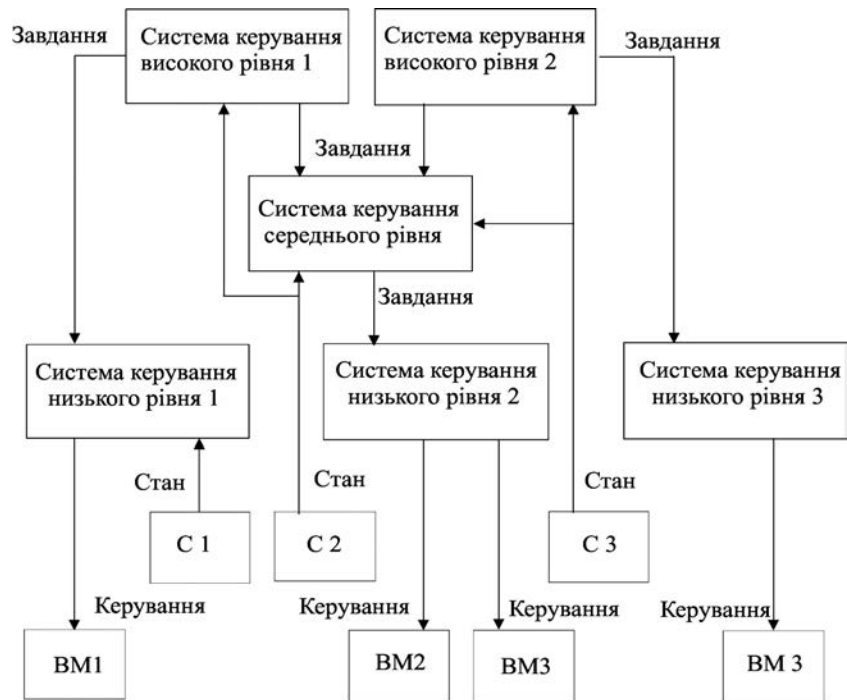 Завдання
Система керування
високого рівня 1
Система керування
високого рівня 2
Завдання
Завдання
Система керування
середнього рівня
Завдання
Система керування
низького рівня 1
Система керування
низького рівня 2
Система керування
низького рівня 3
Стан
Стан
Стан
С 1
С 2
С 3
Керування
Керування
Керування
Керування
ВМ1
ВМ2
ВМ3
ВМ 3